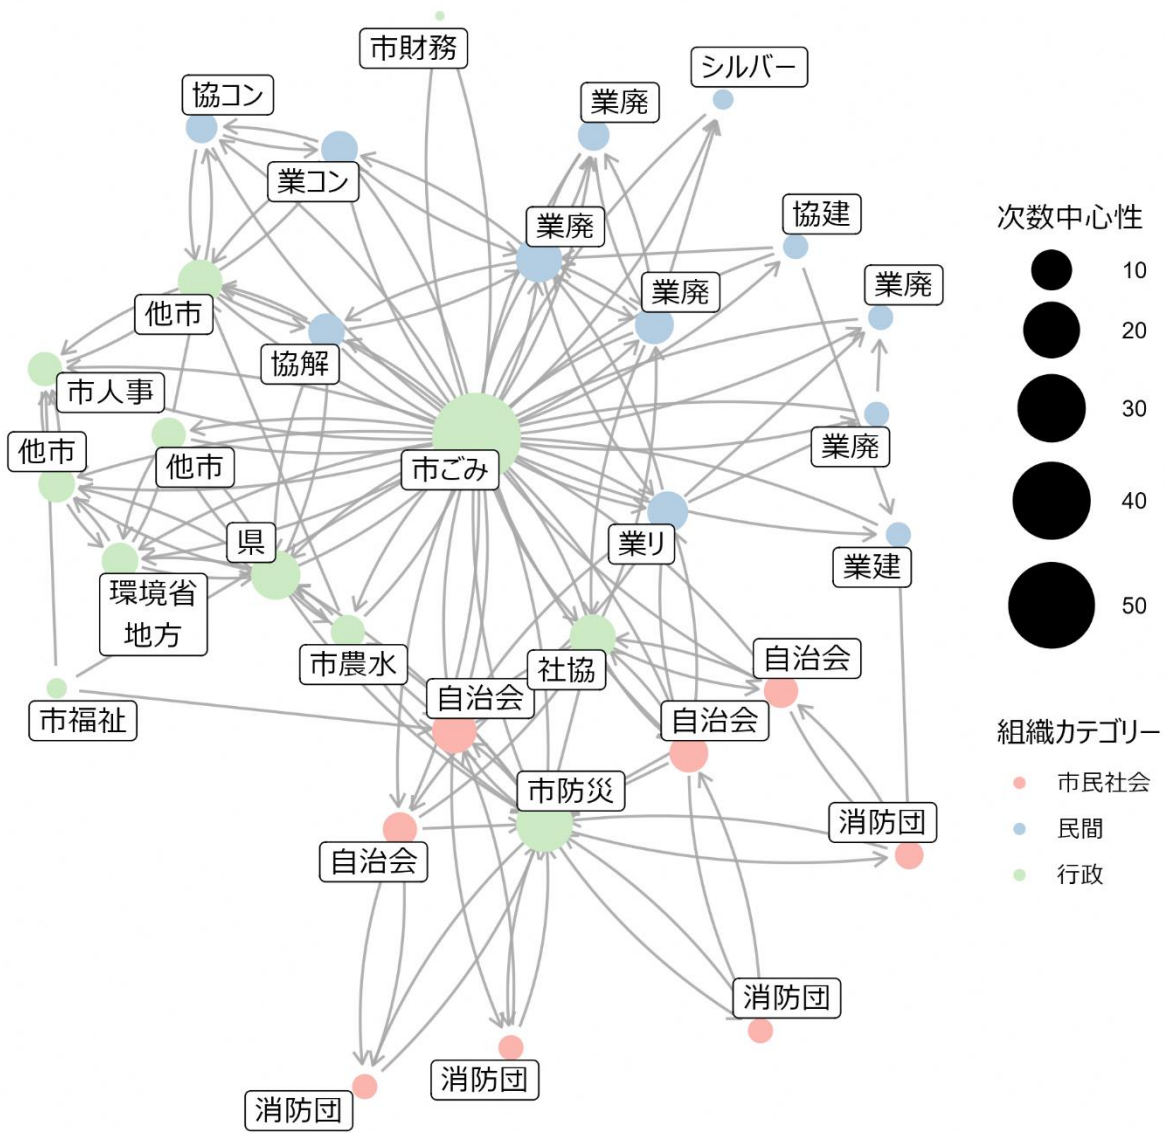 市財務
シルバー
協コン
業廃
業コン
業廃
協建
業廃
業廃
他市
協解
市人事
他市
他市
市ごみ
業廃
県
業リ
業建
環境省
地方
市農水
社協
自治会
自治会
自治会
市福祉
市防災
消防団
自治会
消防団
消防団
消防団
次数中心性
10
20
30
40
50
組織カテゴリー
市民社会
民間
行政